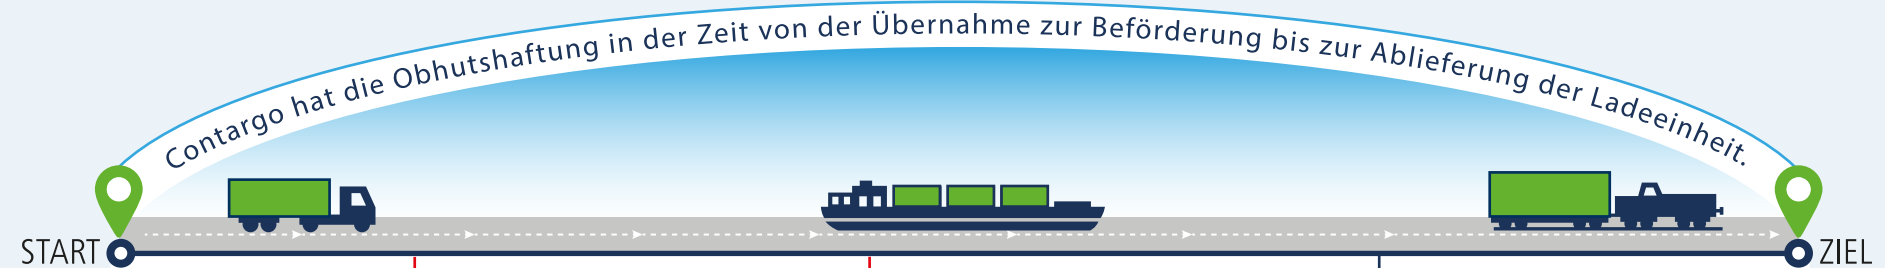 Contargo hat die Obhutshaftung in der Zeit von der Übernahme zur Beförderung bis zur Ablieferung der Ladeeinheit.
START
ZIEL